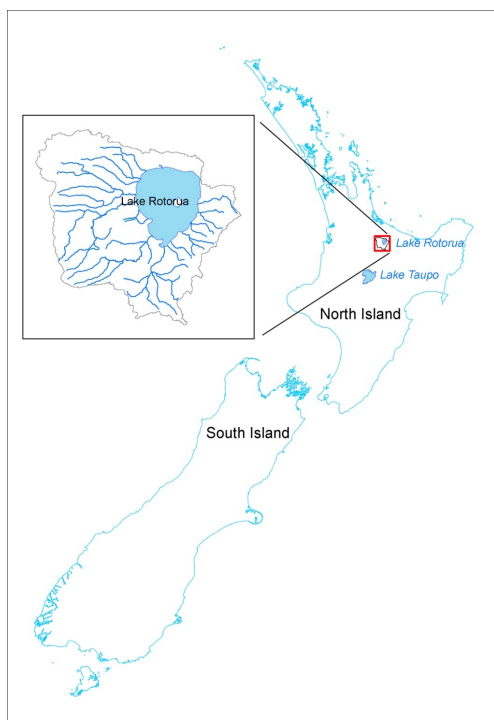 Lake Rotorua
Lake Rotorua
Lake Taupo
North Island
South Island